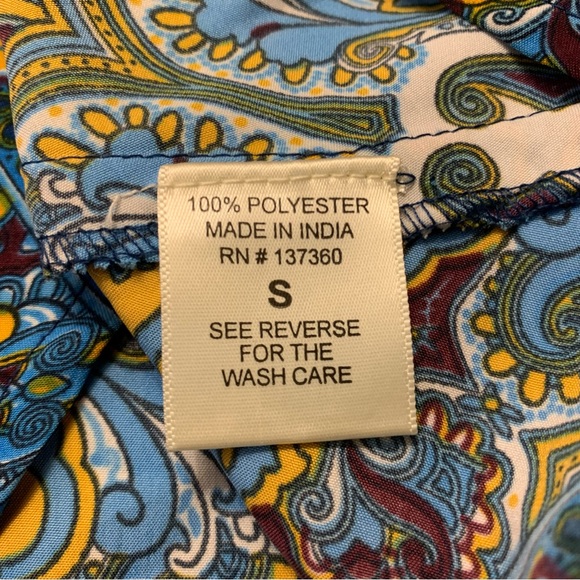 100% POLYESTER
MADE IN INDIA
RN # 137360
S
SEE REVERSE
FOR THE
WASH CARE